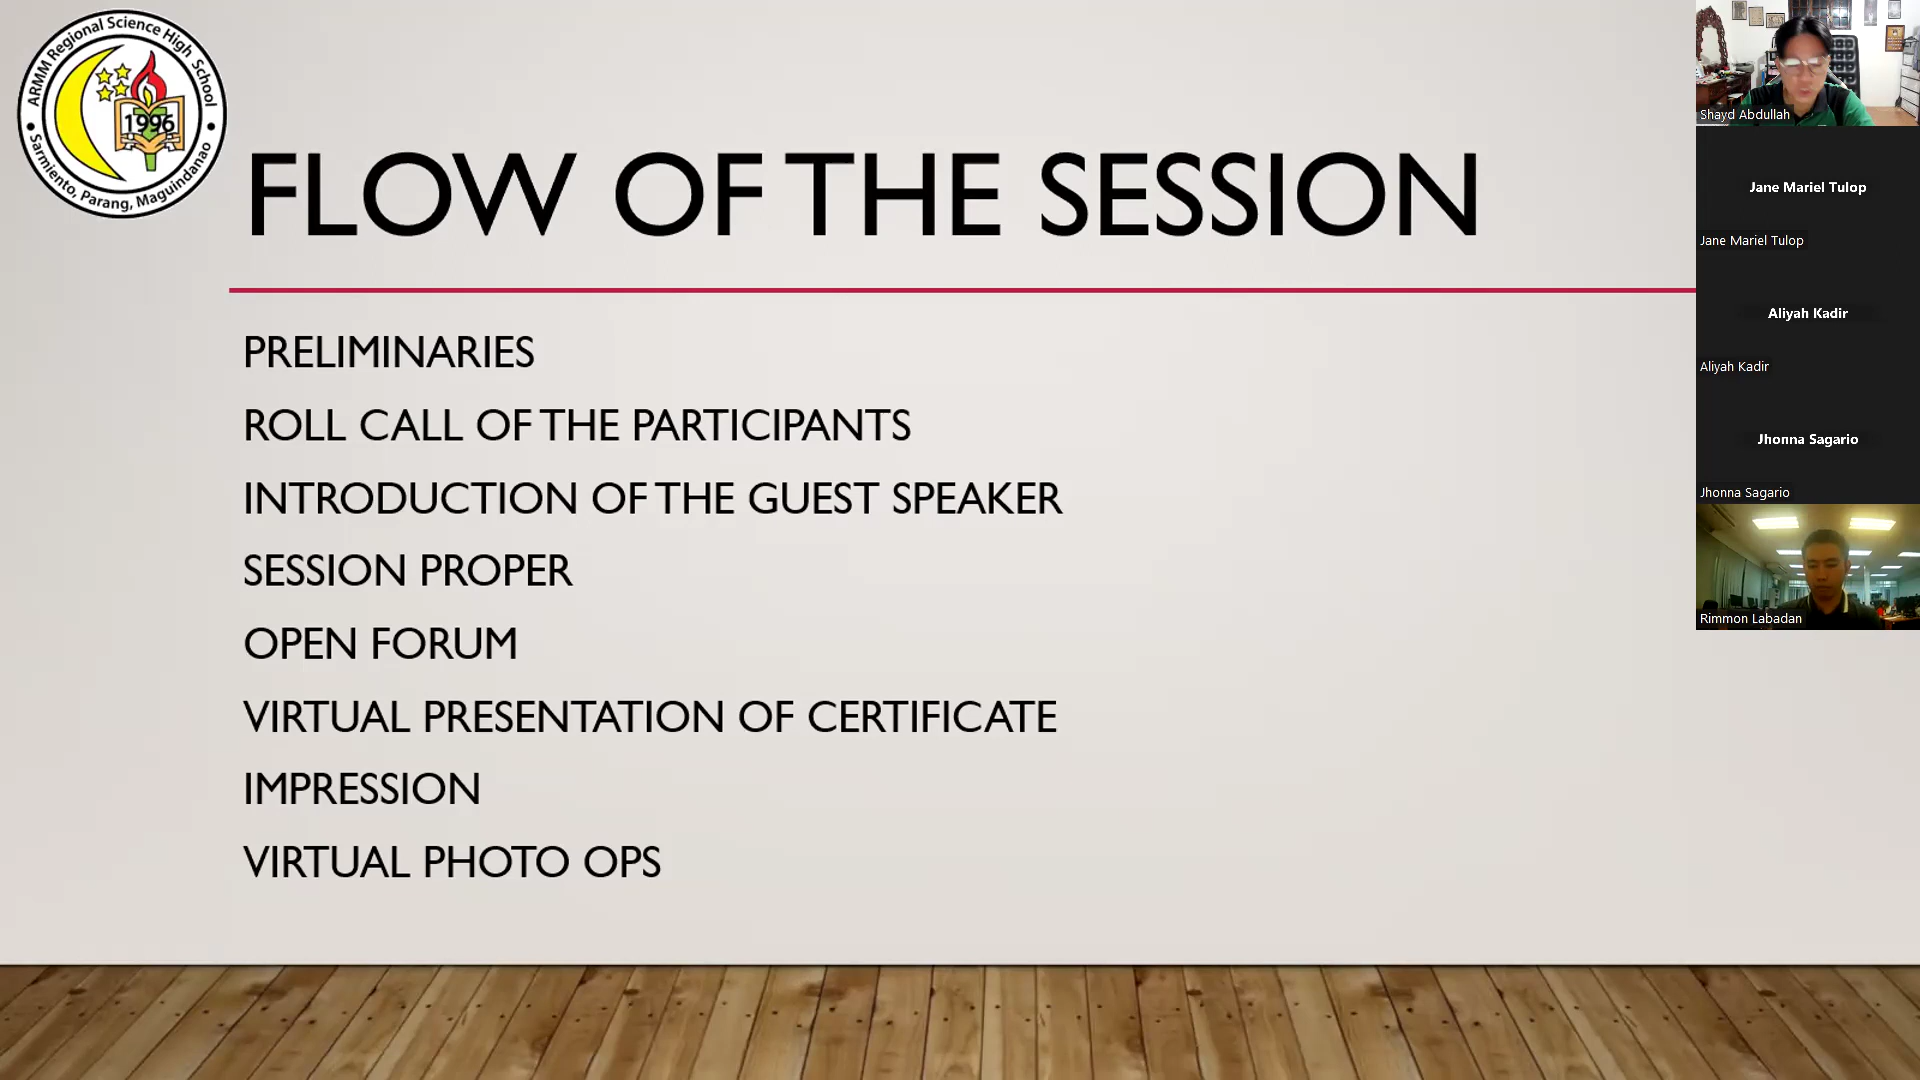 ARMM Regional Science High School
1996
Sarmiento, Parang, Maguindanao
FLOW OF THE SESSION
PRELIMINARIES
ROLL CALL OF THE PARTICIPANTS
INTRODUCTION OF THE GUEST SPEAKER
SESSION PROPER
OPEN FORUM
VIRTUAL PRESENTATION OF CERTIFICATE
IMPRESSION
VIRTUAL PHOTO OPS
Shayd Abdullah
Jane Mariel Tulop
Jane Mariel Tulop
Aliyah Kadir
Aliyah Kadir
Jhonna Sagario
Jhonna Sagario
Rimmon Labadan